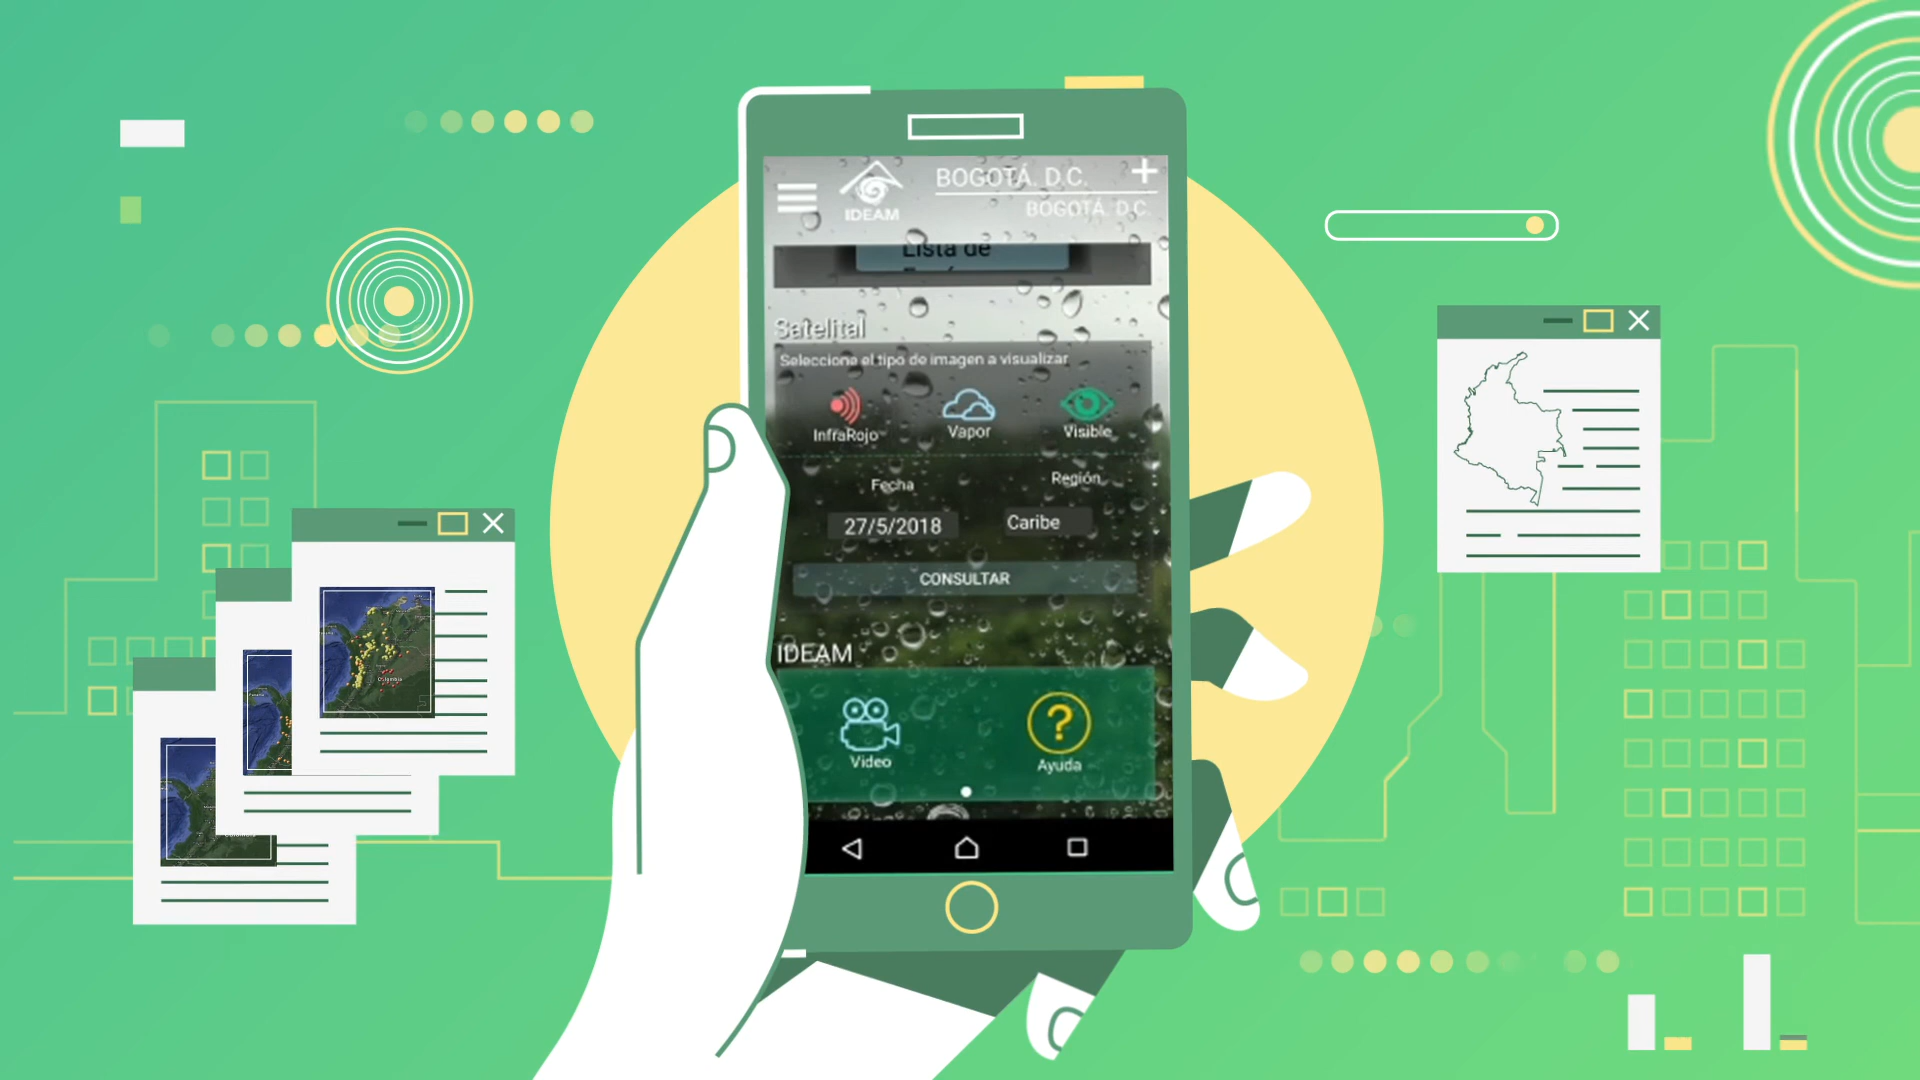 IDEAM
BOGOTÁ. D.C.
BOGOTÁ. D.C.
Lista de
Satelital
Seleccione el tipo de imagen a visualizar
InfraRojo
Vapor
Visible
Fecha
Región
27/5/2018
Caribe
CONSULTAR
IDEAM
Video
Ayuda
Colombia